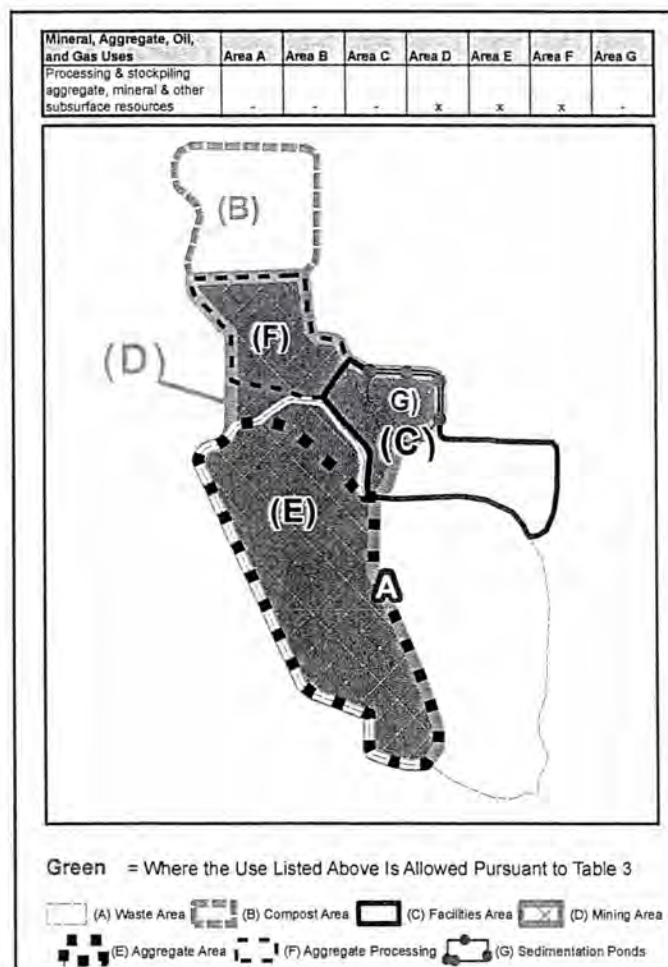 Mineral, Aggregate, Oil,
and Gas Uses Area A Area B Area C Area D Area E Area F Area G
Processing & stockpiling
aggregate, mineral & other
subsurface resources - - - x x x -
(B)
(F)
(D)
G)
(C)
(E)
A
Green = Where the Use Listed Above Is Allowed Pursuant to Table 3
(A) Waste Area (B) Compost Area (C) Facilities Area (D) Mining Area
(E) Aggregate Area (F) Aggregate Processing (G) Sedimentation Ponds